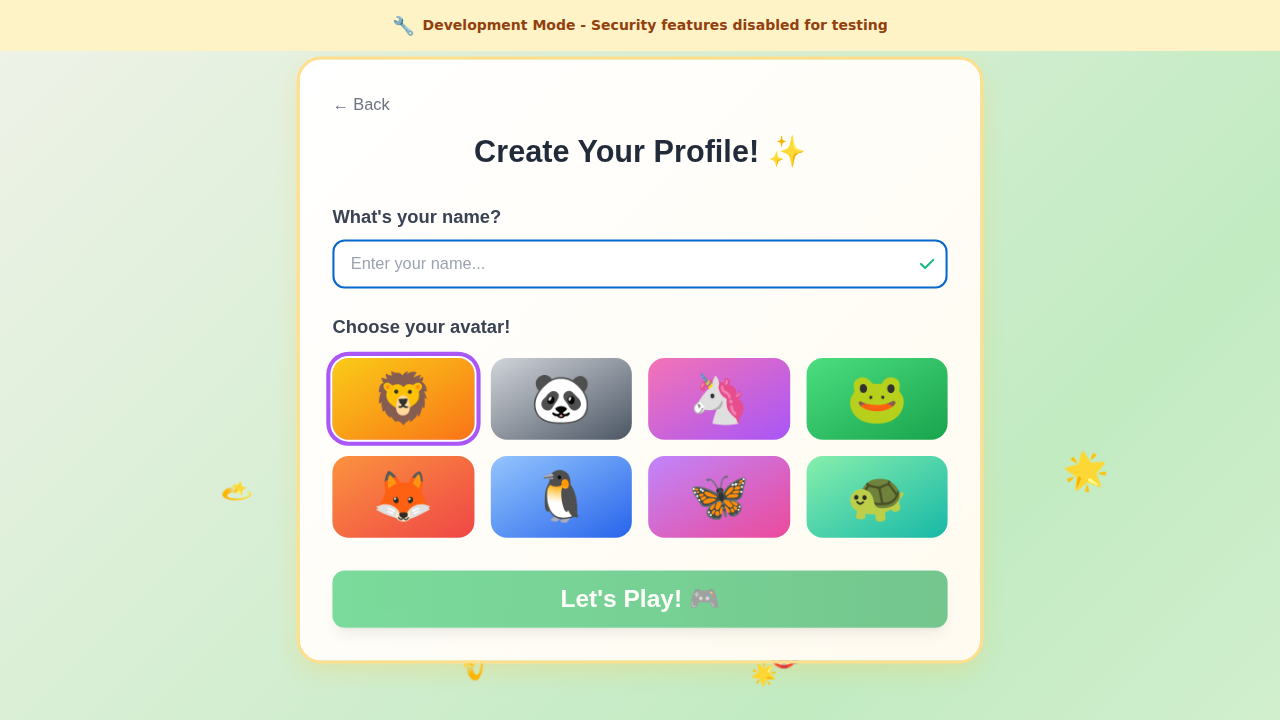 Development Mode - Security features disabled for testing
← Back
Create Your Profile!
What's your name?
Enter your name...
Choose your avatar!
Let's Play!